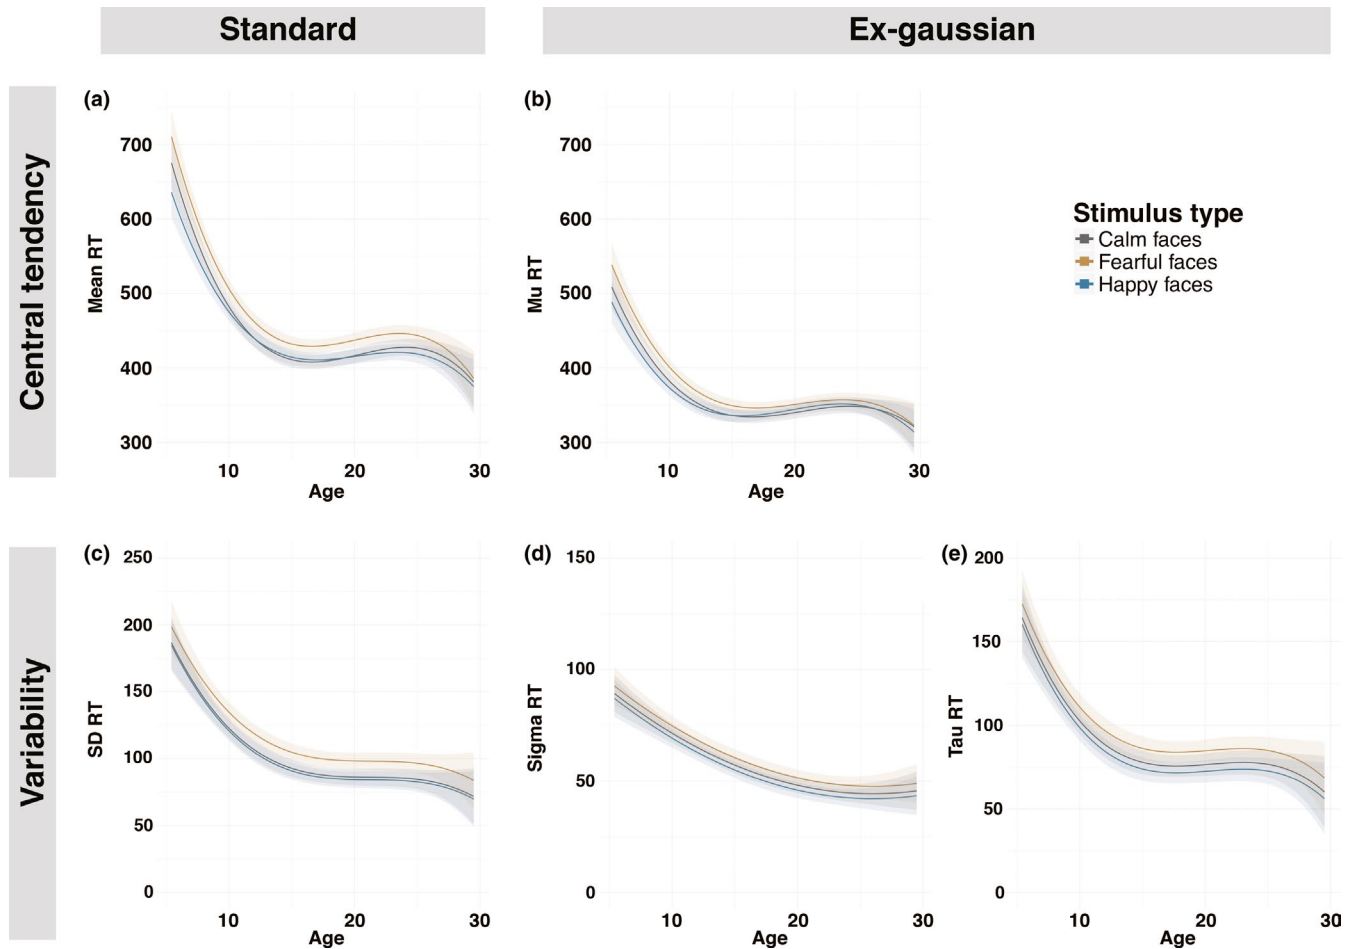 Standard
Ex-gaussian
Central tendency
(a)
700
600
500
400
300
Mean RT
10
20
30
Age
(b)
700
600
500
400
300
Mu RT
10
20
30
Age
Stimulus type
Calm faces
Fearful faces
Happy faces
Variability
(c)
250
200
150
100
50
0
SD RT
10
20
30
Age
(d)
150
100
50
0
Sigma RT
10
20
30
Age
(e)
200
150
100
50
0
Tau RT
10
20
30
Age